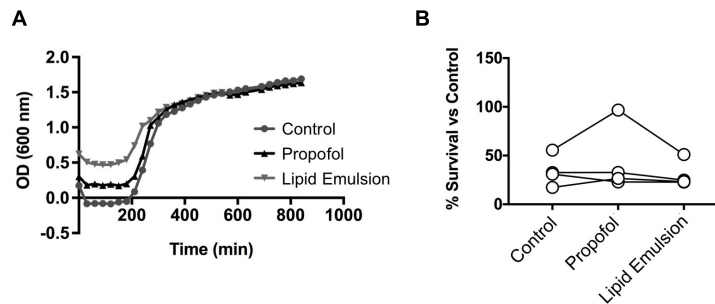 A
OD (600 nm)
2.0
1.5
1.0
0.5
0.0
-0.5
200
400
600
800
1000
Time (min)
Control
Propofol
Lipid Emulsion
B
% Survival vs Control
150
100
50
0
Control
Propofol
Lipid Emulsion